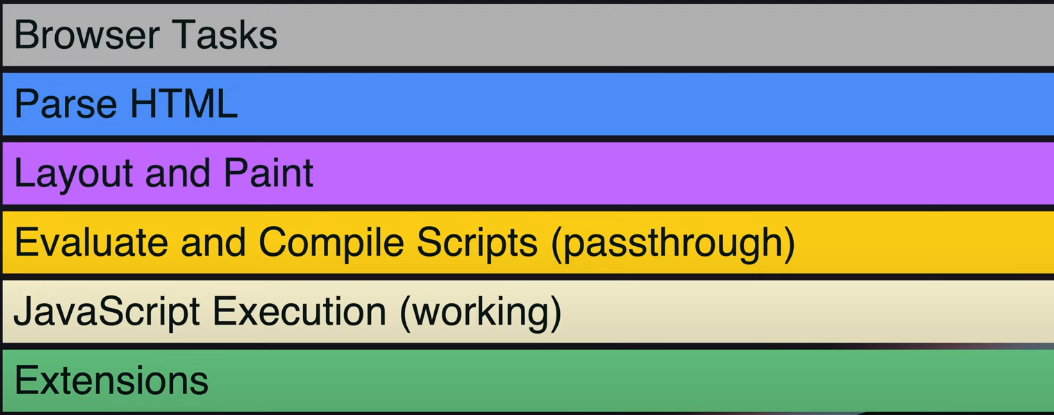 Browser Tasks
Parse HTML
Layout and Paint
Evaluate and Compile Scripts (passthrough)
JavaScript Execution (working)
Extensions